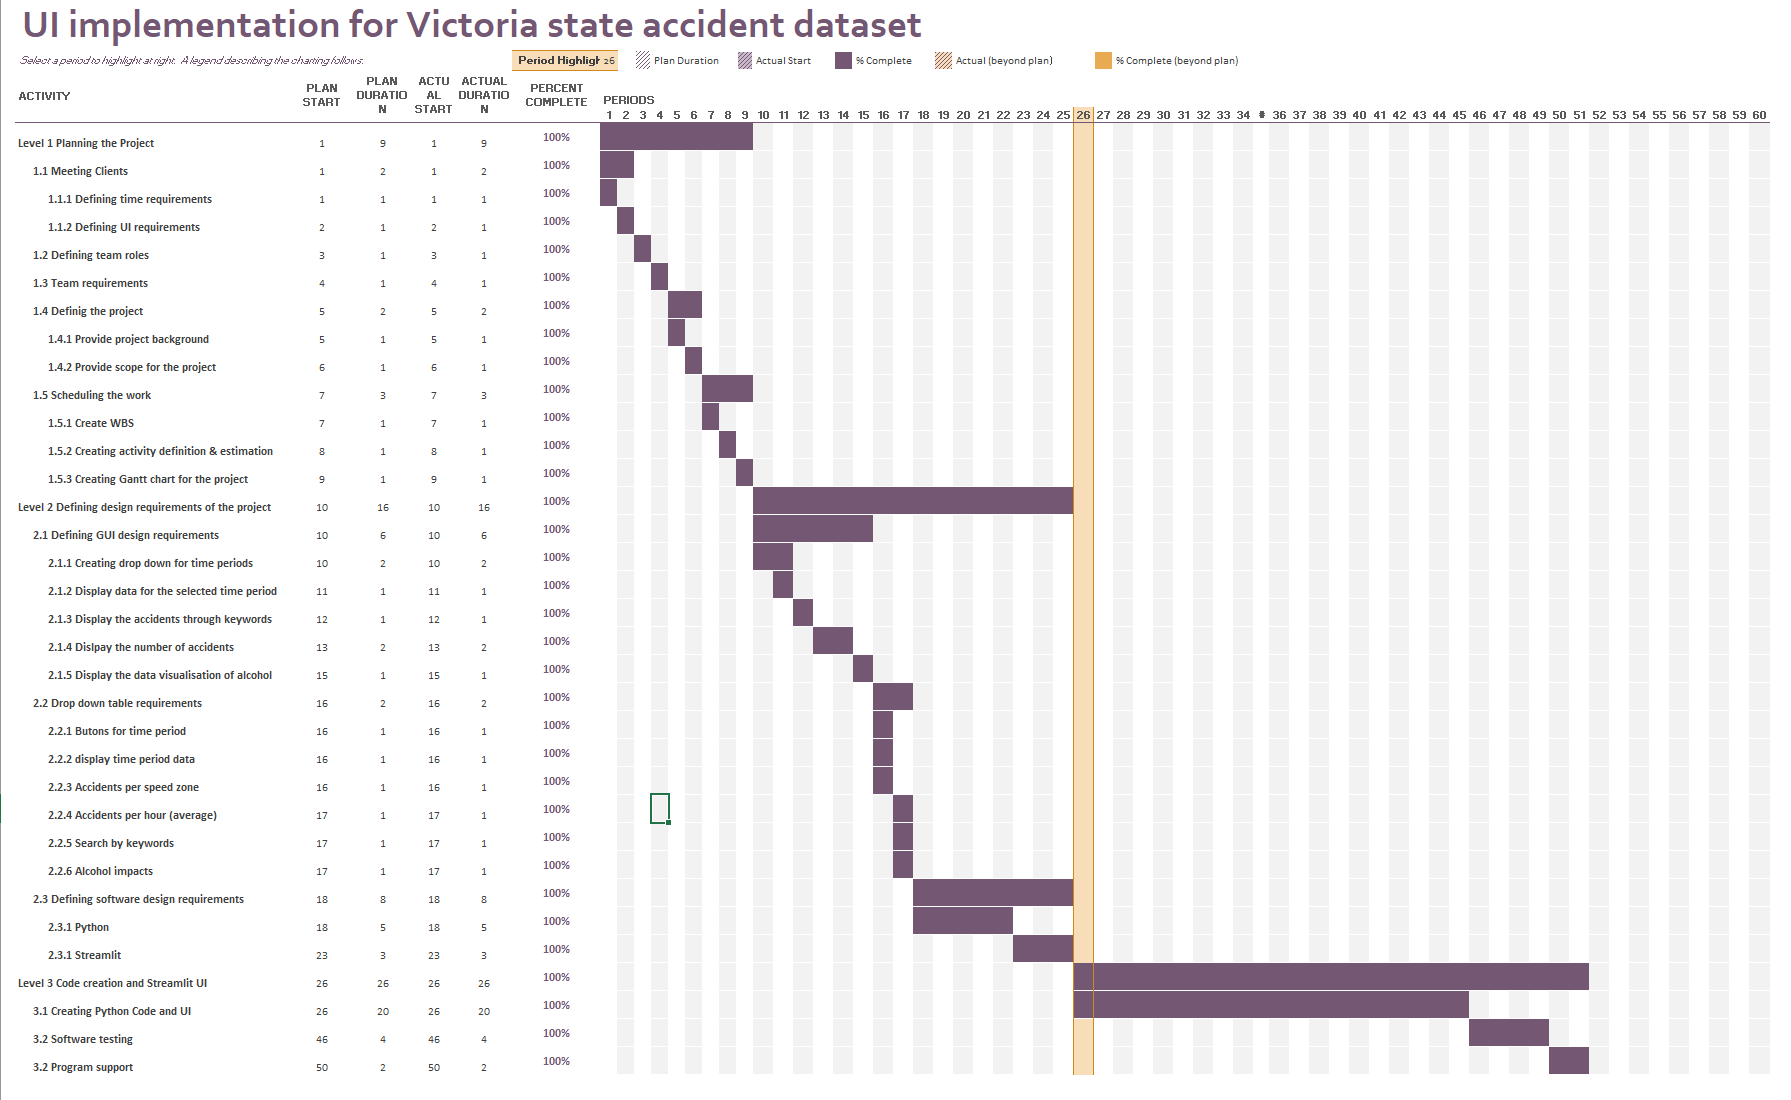 UI implementation for Victoria state accident dataset
Select a period to highlight at right. A legend describing the charting follows.
Period Highligh 26 Plan Duration Actual Start % Complete Actual (beyond plan) % Complete (beyond plan)
ACTIVITY PLAN START PLAN DURATIO N ACTU AL START ACTUAL DURATIO N PERCENT COMPLETE PERIODS
1 2 3 4 5 6 7 8 9 10 11 12 13 14 15 16 17 18 19 20 21 22 23 24 25 26 27 28 29 30 31 32 33 34 # 36 37 38 39 40 41 42 43 44 45 46 47 48 49 50 51 52 53 54 55 56 57 58 59 60
Level 1 Planning the Project 1 9 1 9 100%
1.1 Meeting Clients 1 2 1 2 100%
1.1.1 Defining time requirements 1 1 1 1 100%
1.1.2 Defining UI requirements 2 1 2 1 100%
1.2 Defining team roles 3 1 3 1 100%
1.3 Team requirements 4 1 4 1 100%
1.4 Definig the project 5 2 5 2 100%
1.4.1 Provide project background 5 1 5 1 100%
1.4.2 Provide scope for the project 6 1 6 1 100%
1.5 Scheduling the work 7 3 7 3 100%
1.5.1 Create WBS 7 1 7 1 100%
1.5.2 Creating activity definition & estimation 8 1 8 1 100%
1.5.3 Creating Gantt chart for the project 9 1 9 1 100%
Level 2 Defining design requirements of the project 10 16 10 16 100%
2.1 Defining GUI design requirements 10 6 10 6 100%
2.1.1 Creating drop down for time periods 10 2 10 2 100%
2.1.2 Display data for the selected time period 11 1 11 1 100%
2.1.3 Display the accidents through keywords 12 1 12 1 100%
2.1.4 Dislpay the number of accidents 13 2 13 2 100%
2.1.5 Display the data visualisation of alcohol 15 1 15 1 100%
2.2 Drop down table requirements 16 2 16 2 100%
2.2.1 Butons for time period 16 1 16 1 100%
2.2.2 display time period data 16 1 16 1 100%
2.2.3 Accidents per speed zone 16 1 16 1 100%
2.2.4 Accidents per hour (average) 17 1 17 1 100%
2.2.5 Search by keywords 17 1 17 1 100%
2.2.6 Alcohol impacts 17 1 17 1 100%
2.3 Defining software design requirements 18 8 18 8 100%
2.3.1 Python 18 5 18 5 100%
2.3.1 Streamlit 23 3 23 3 100%
Level 3 Code creation and Streamlit UI 26 26 26 26 100%
3.1 Creating Python Code and UI 26 20 26 20 100%
3.2 Software testing 46 4 46 4 100%
3.2 Program support 50 2 50 2 100%